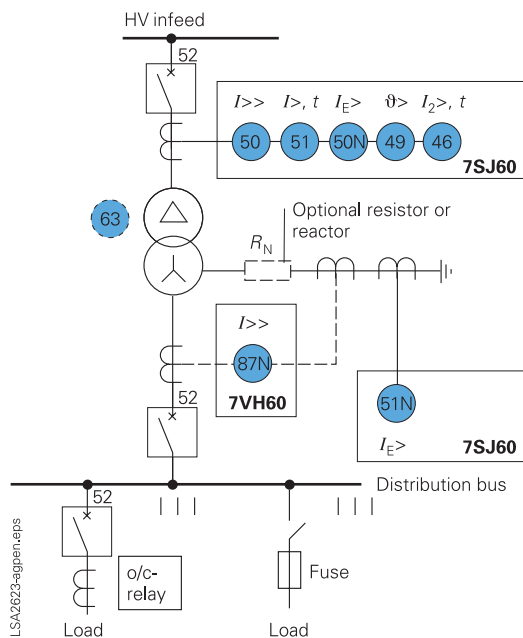 HV infeed
52
I>> I>, t IE> ϑ> I2>, t
50 51 50N 49 46
7SJ60
63
Optional resistor or
reactor
RN
I>>
87N
7VH60
51N
IE> 7SJ60
52
Distribution bus
52
o/c-
relay
Fuse
Load Load
LSA2623-agpen.eps